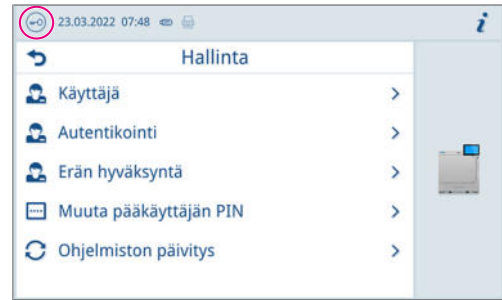 23.03.2022 07:48
i
Hallinta
Käyttäjä
Autentikointi
Erän hyväksyntä
Muuta pääkäyttäjän PIN
Ohjelmiston päivitys